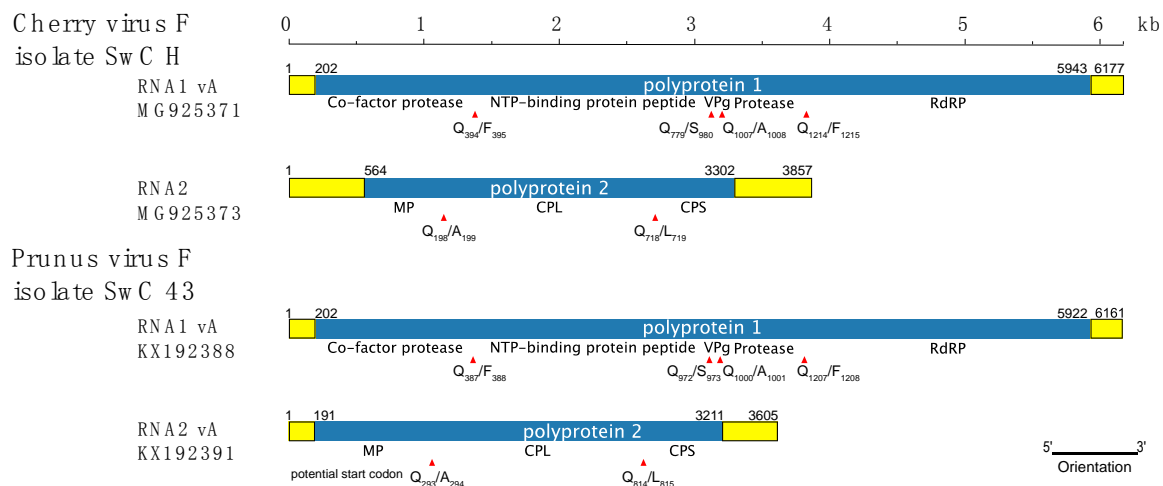 Cherry virus F
isolate SwC H
0 1 2 3 4 5 6 kb
1 202 5943 6177
RNA1 vA
MG925371
polyprotein 1
Co-factor protease NTP-binding protein peptide VPg Protease RdRP
Q394/F395 Q779/S980 Q1007/A1008 Q1214/F1215
1 564 3302 3857
RNA2
MG925373
polyprotein 2
MP CPL CPS
Q198/A199 Q718/L719
Prunus virus F
isolate SwC 43
1 202 5922 6161
RNA1 vA
KX192388
polyprotein 1
Co-factor protease NTP-binding protein peptide VPg Protease RdRP
Q387/F388 Q972/S973 Q1000/A1001 Q1207/F1208
1 191 3211 3605
RNA2 vA
KX192391
polyprotein 2
MP CPL CPS
potential start codon Q293/A294 Q814/L815
5' 3'
Orientation